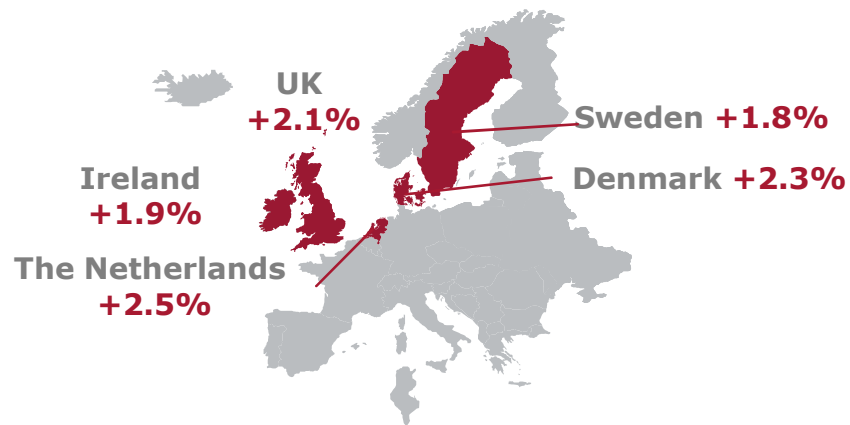 UK
+2.1%
Sweden +1.8%
Ireland
+1.9%
Denmark +2.3%
The Netherlands
+2.5%